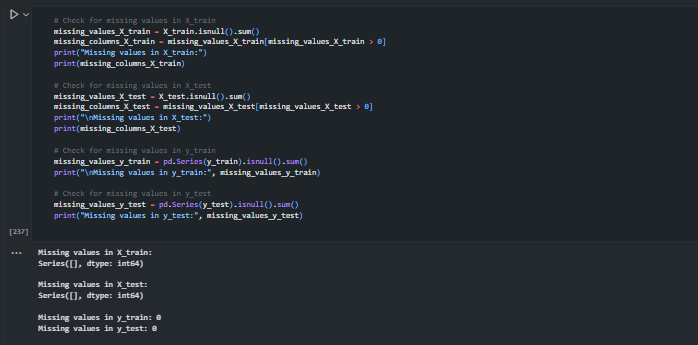 # Check for missing values in X_train
missing_values_X_train = X_train.isnull().sum()
missing_columns_X_train = missing_values_X_train[missing_values_X_train > 0]
print("Missing values in X_train:")
print(missing_columns_X_train)
# Check for missing values in X_test
missing_values_X_test = X_test.isnull().sum()
missing_columns_X_test = missing_values_X_test[missing_values_X_test > 0]
print("\nMissing values in X_test:")
print(missing_columns_X_test)
# Check for missing values in y_train
missing_values_y_train = pd.Series(y_train).isnull().sum()
print("\nMissing values in y_train:", missing_values_y_train)
# Check for missing values in y_test
missing_values_y_test = pd.Series(y_test).isnull().sum()
print("Missing values in y_test:", missing_values_y_test)
[237]
Missing values in X_train:
Series([], dtype: int64)
Missing values in X_test:
Series([], dtype: int64)
Missing values in y_train: 0
Missing values in y_test: 0